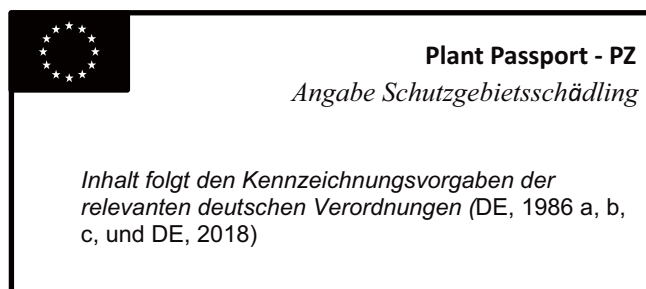 Plant Passport - PZ
Angabe Schutzgebietsschädling
Inhalt folgt den Kennzeichnungsvorgaben der
relevanten deutschen Verordnungen (DE, 1986 a, b,
c, und DE, 2018)